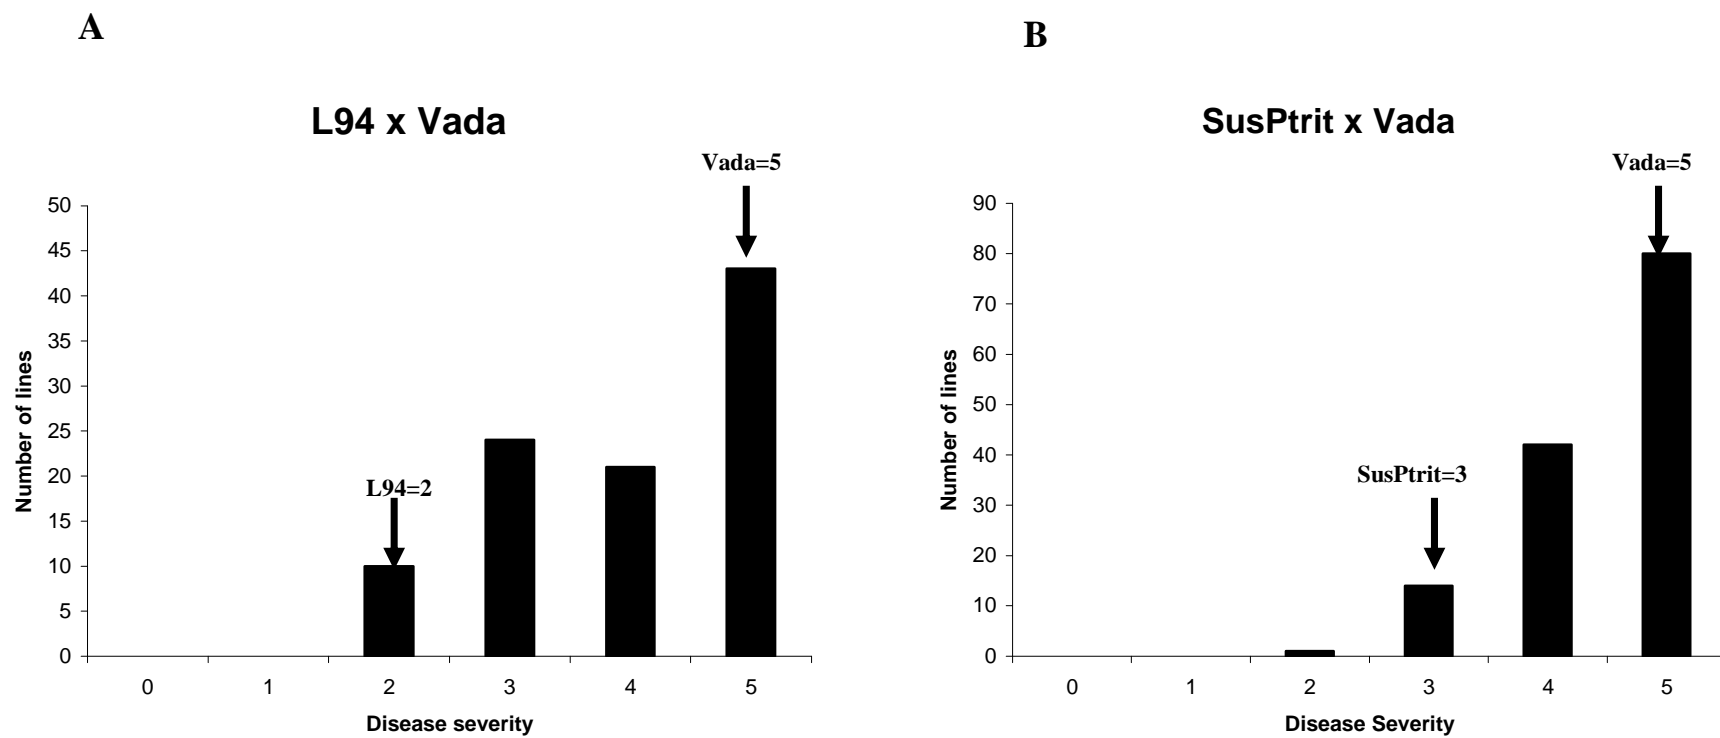 A
L94 x Vada
Vada=5
50
45
40
35
30
25
20
15
10
5
0
Number of lines
L94=2
0 1 2 3 4 5
Disease severity
B
SusPtrit x Vada
Vada=5
90
80
70
60
50
40
30
20
10
0
Number of lines
SusPtrit=3
0 1 2 3 4 5
Disease Severity